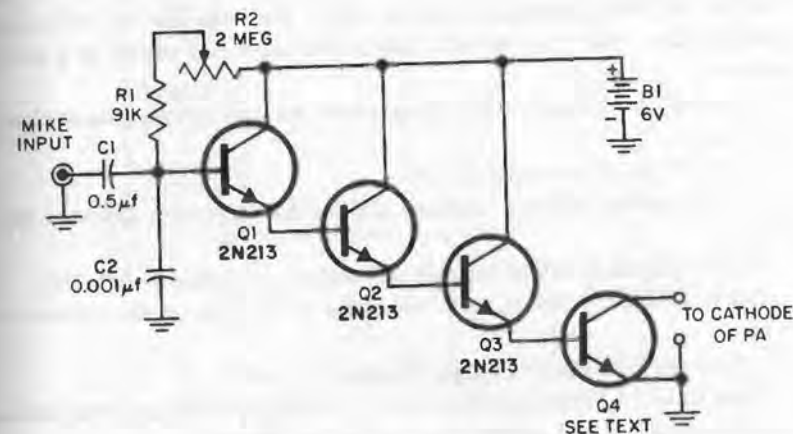 R2
2 MEG
R1
91K
+
B1
6V
-
MIKE
INPUT
C1
0.5μf
Q1
2N213
C2
0.001μf
Q2
2N213
Q3
2N213
TO CATHODE
OF PA
Q4
SEE TEXT